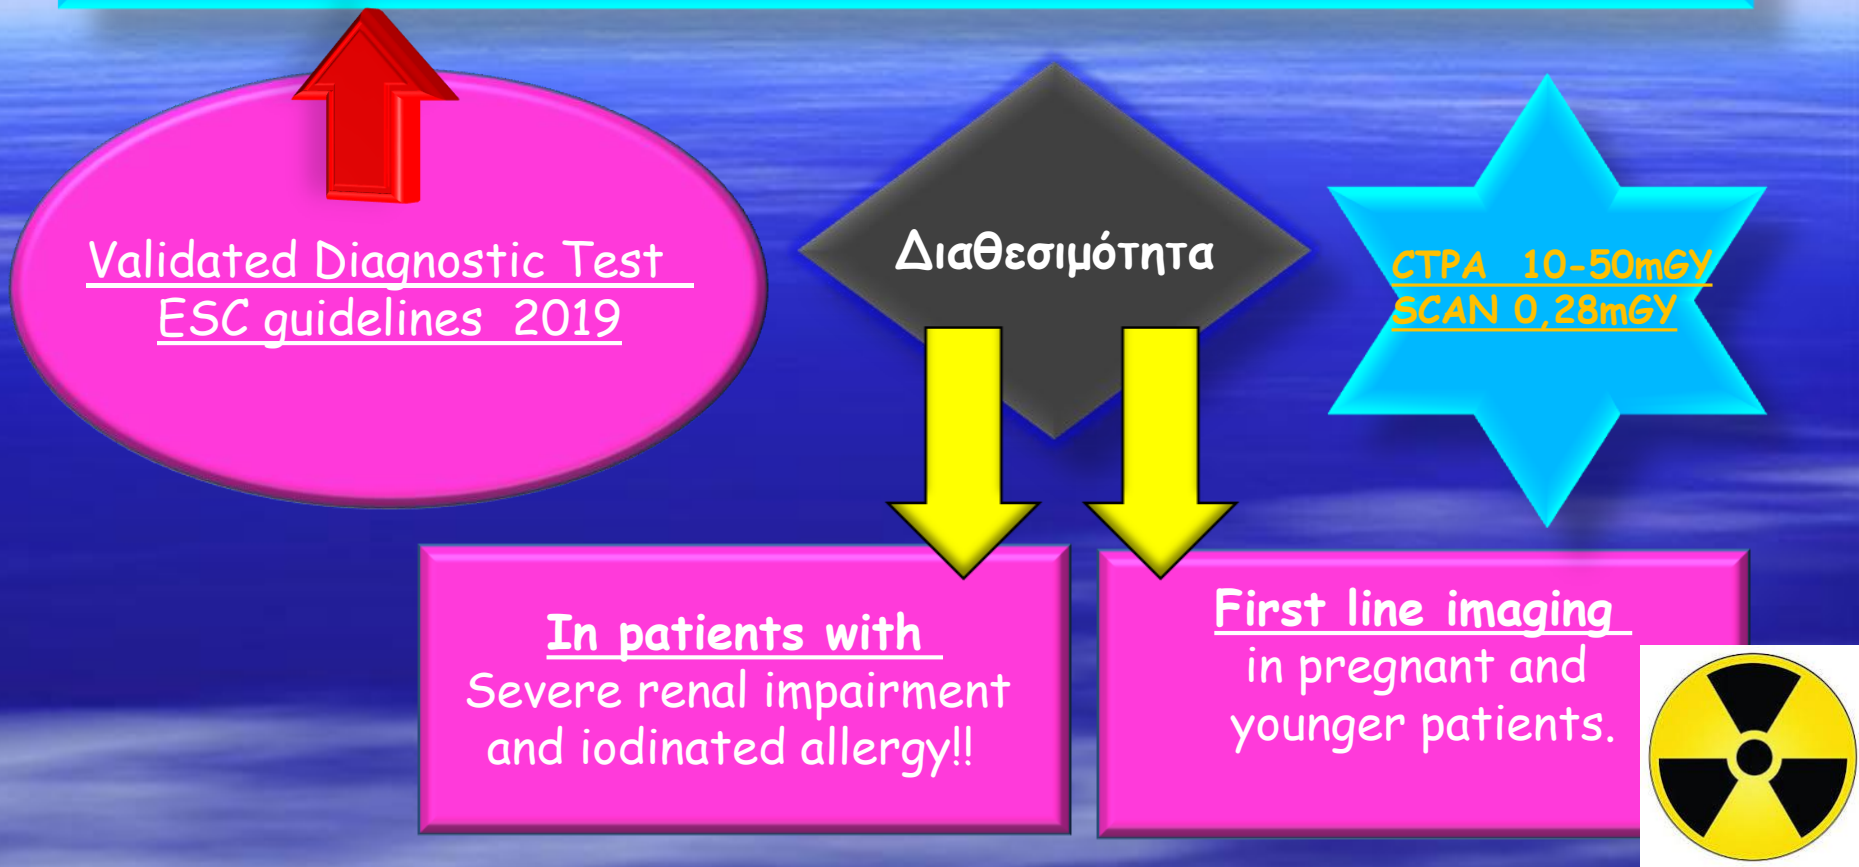 Validated Diagnostic Test
ESC guidelines 2019
Διαθεσιμότητα
CTPA 10-50mGY
SCAN 0,28mGY
In patients with
Severe renal impairment
and iodinated allergy!!
First line imaging
in pregnant and
younger patients.